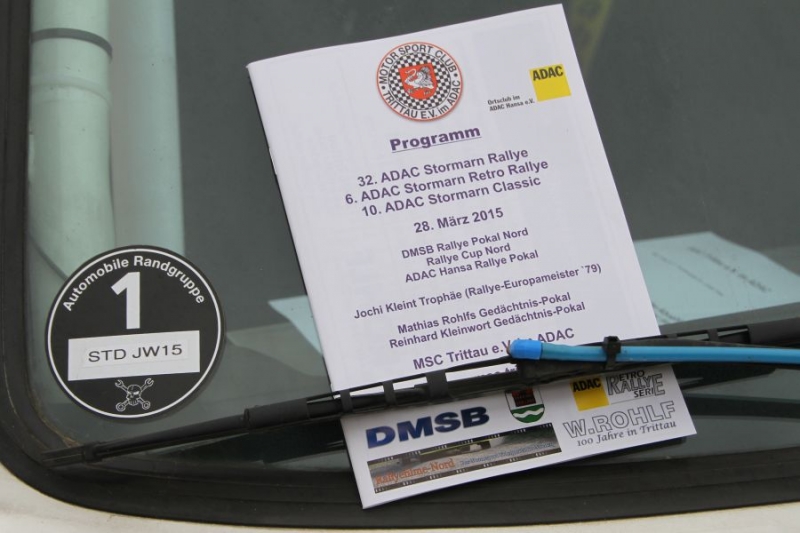 MOTOR SPORT CLUB
TRITTAU E.V. im ADAC
ADAC
Ortsclub im
ADAC Hansa e.V.
Programm
32. ADAC Stormarn Rallye
6. ADAC Stormarn Retro Rallye
10. ADAC Stormarn Classic
28. März 2015
DMSB Rallye Pokal Nord
Rallye Cup Nord
ADAC Hansa Rallye Pokal
Jochi Kleint Trophäe (Rallye-Europameister ´79)
Mathias Rohlfs Gedächtnis-Pokal
Reinhard Kleinwort Gedächtnis-Pokal
MSC Trittau e.V. ADAC
Automobile Randgruppe
1
STD JW15
DMSB
ADAC
RETRO
RALLYE
SERIE
W.ROHLF
100 Jahre in Trittau
Rallyefilme-Nord